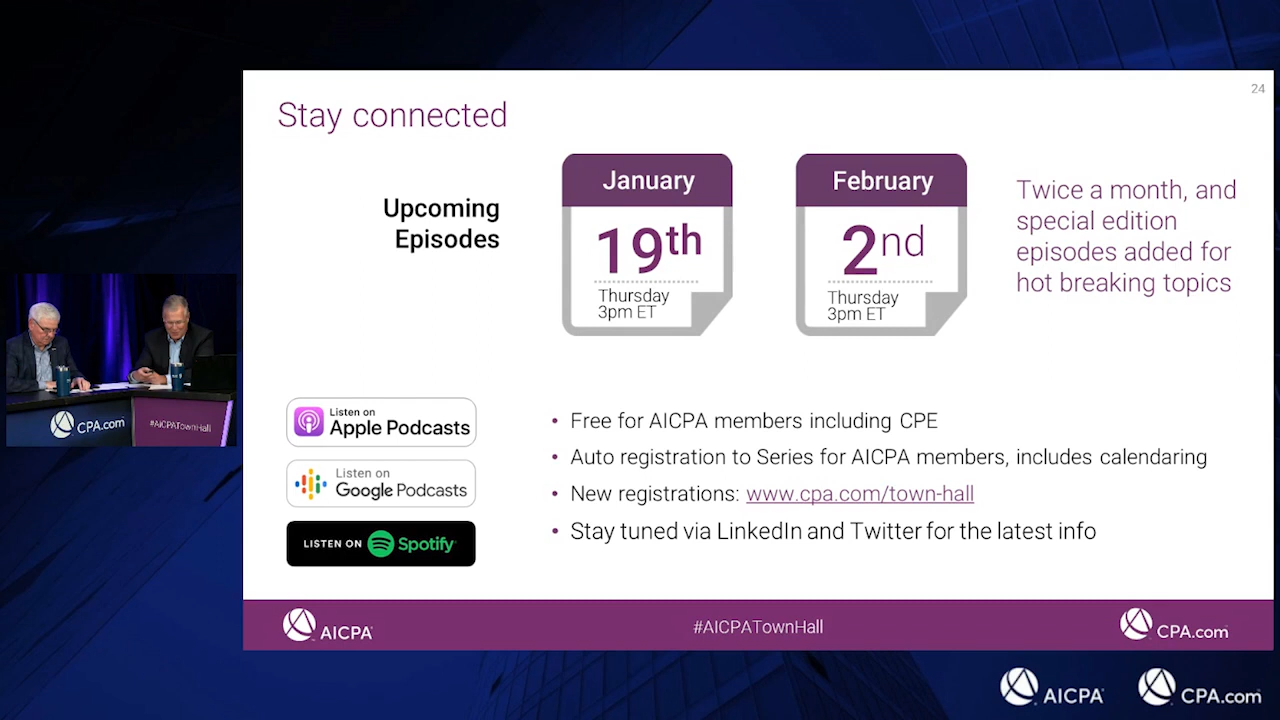 24
Stay connected
Upcoming
Episodes
January
19th
Thursday
3pm ET
February
2nd
Thursday
3pm ET
Twice a month, and
special edition
episodes added for
hot breaking topics
Listen on
Apple Podcasts
Listen on
Google Podcasts
LISTEN ON Spotify
• Free for AICPA members including CPE
• Auto registration to Series for AICPA members, includes calendaring
• New registrations: www.cpa.com/town-hall
• Stay tuned via LinkedIn and Twitter for the latest info
CPA.com
#AICPATownHall
AICPA
#AICPATownHall
CPA.com
AICPA
CPA.com